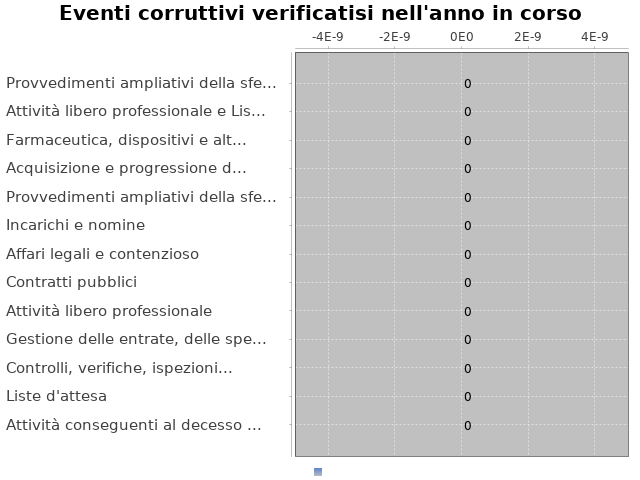 Eventi corruttivi verificatisi nell'anno in corso
-4E-9 -2E-9 0E0 2E-9 4E-9
Provvedimenti ampliativi della sfe... 0
Attività libero professionale e Lis... 0
Farmaceutica, dispositivi e alt... 0
Acquisizione e progressione d... 0
Provvedimenti ampliativi della sfe... 0
Incarichi e nomine 0
Affari legali e contenzioso 0
Contratti pubblici 0
Attività libero professionale 0
Gestione delle entrate, delle spe... 0
Controlli, verifiche, ispezioni... 0
Liste d'attesa 0
Attività conseguenti al decesso ... 0